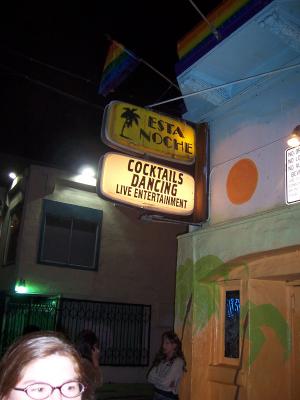 ESTA
NOCHE
COCKTAILS
DANCING
LIVE ENTERTAINMENT